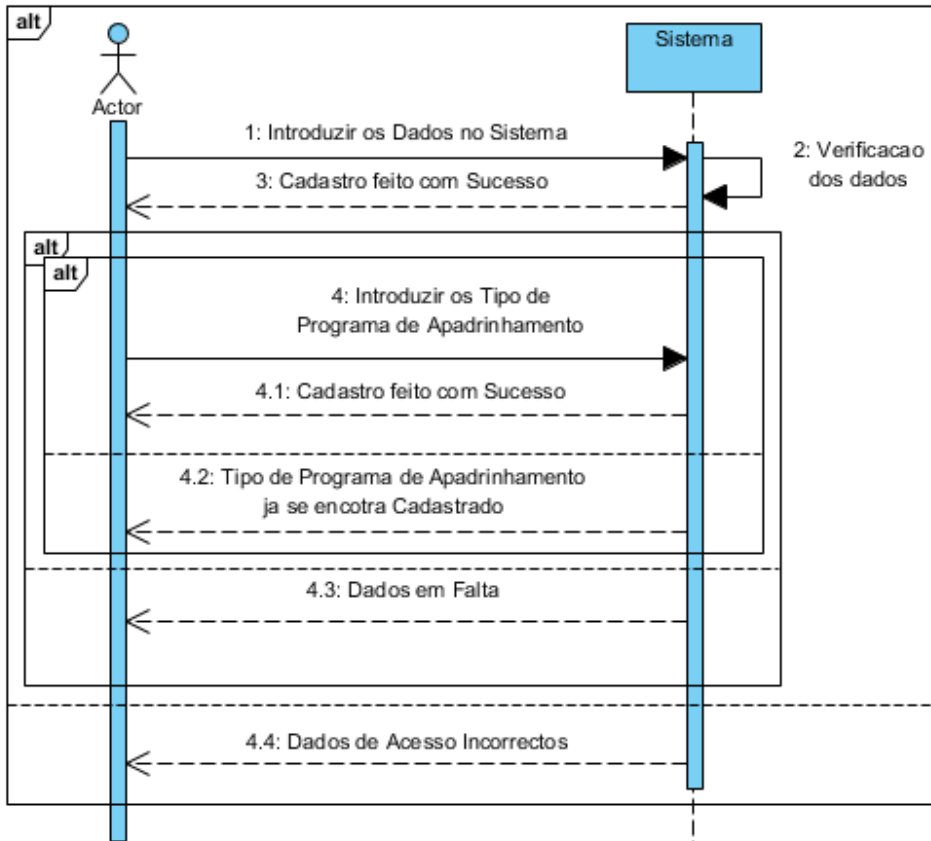 alt
Sistema
Actor
1: Introduzir os Dados no Sistema
2: Verificacao
dos dados
3: Cadastro feito com Sucesso
alt
alt
4: Introduzir os Tipo de
Programa de Apadrinhamento
4.1: Cadastro feito com Sucesso
4.2: Tipo de Programa de Apadrinhamento
ja se encotra Cadastrado
4.3: Dados em Falta
4.4: Dados de Acesso Incorrectos